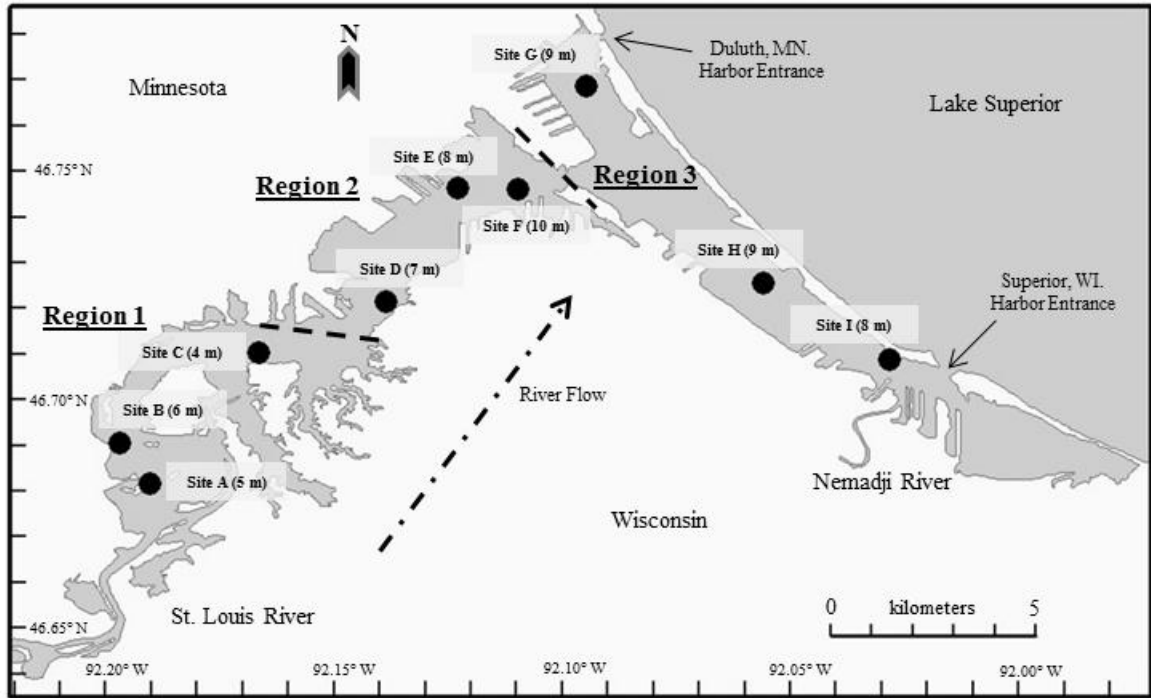 N
Site G (9 m)
Duluth, MN.
Harbor Entrance
Minnesota
Lake Superior
46.75° N
Site E (8 m)
Region 2
Region 3
Site F (10 m)
Site H (9 m)
Site D (7 m)
Superior, WI.
Harbor Entrance
Region 1
Site C (4 m)
Site I (8 m)
River Flow
46.70° N
Site B (6 m)
Site A (5 m)
Nemadji River
Wisconsin
St. Louis River
0 kilometers 5
46.65° N
92.20° W 92.15° W 92.10° W 92.05° W 92.00° W